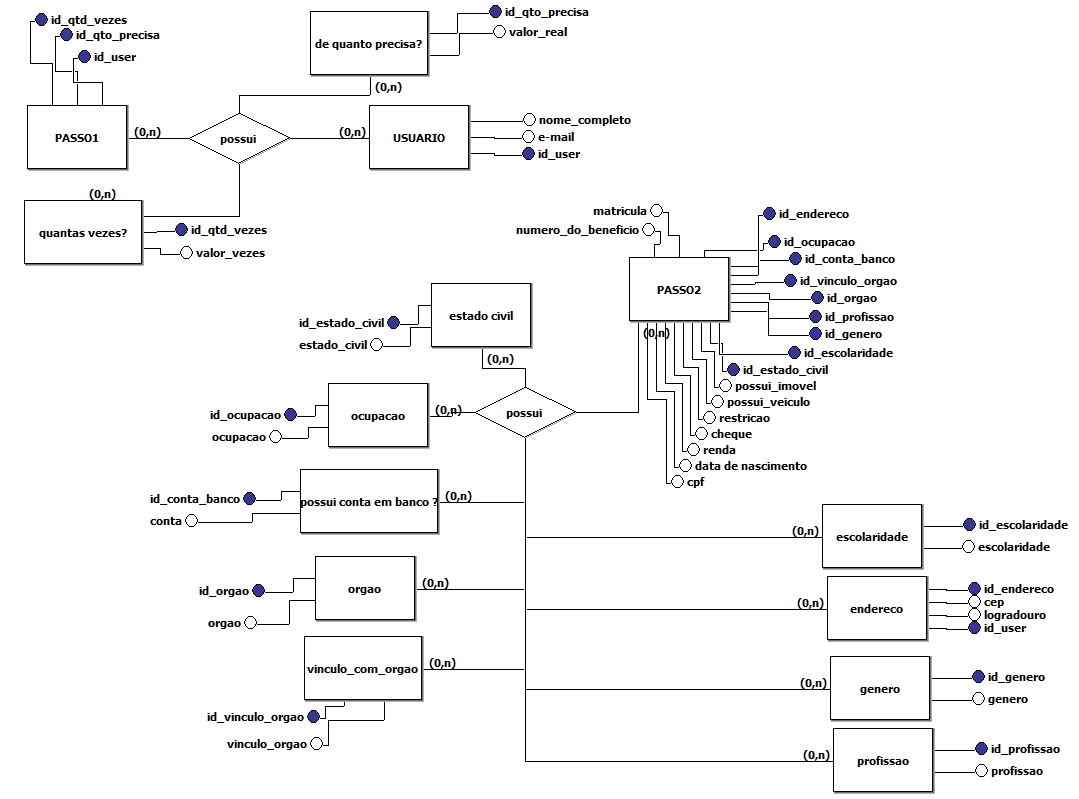 id_qtd_vezes
id_qto_precisa
id_user
de quanto precisa?
id_qto_precisa
valor_real
(0,n)
PASSO1
(0,n)
possui
(0,n)
USUARIO
nome_completo
e-mail
id_user
(0,n)
quantas vezes?
id_qtd_vezes
valor_vezes
matricula
numero_do_beneficio
PASSO2
(0,n)
id_endereco
id_ocupacao
id_conta_banco
id_vinculo_orgao
id_orgao
id_profissao
id_genero
id_escolaridade
id_estado_civil
possui_imovel
possui_veiculo
restricao
cheque
renda
data de nascimento
cpf
estado civil
id_estado_civil
estado_civil
(0,n)
ocupacao
id_ocupacao
ocupacao
(0,n)
possui
possui conta em banco ?
id_conta_banco
conta
(0,n)
orgao
id_orgao
orgao
(0,n)
vinculo_com_orgao
(0,n)
id_vinculo_orgao
vinculo_orgao
(0,n)
escolaridade
id_escolaridade
escolaridade
(0,n)
endereco
id_endereco
cep
logradouro
id_user
(0,n)
genero
id_genero
genero
(0,n)
profissao
id_profissao
profissao